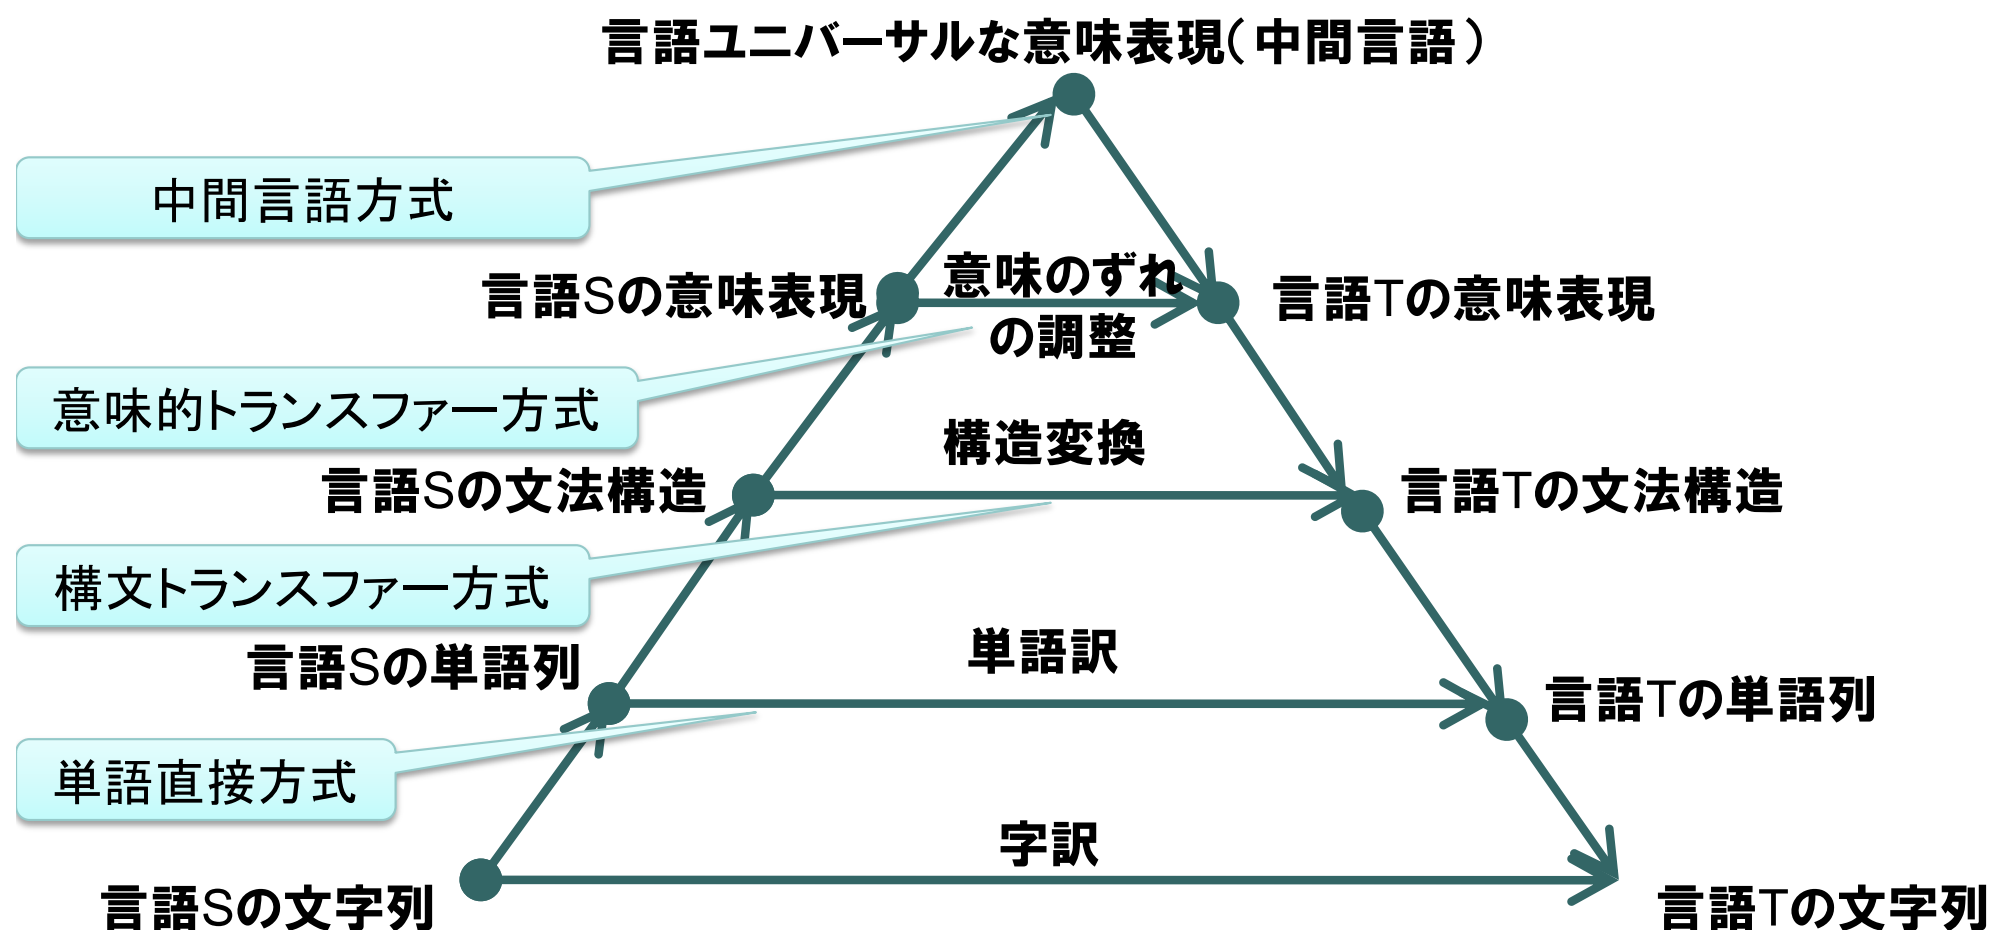 言語ユニバーサルな意味表現(中間言語)
中間言語方式
言語Sの意味表現
意味のずれ
の調整
言語Tの意味表現
意味的トランスファー方式
構造変換
言語Sの文法構造
言語Tの文法構造
構文トランスファー方式
言語Sの単語列
単語訳
言語Tの単語列
単語直接方式
字訳
言語Sの文字列
言語Tの文字列